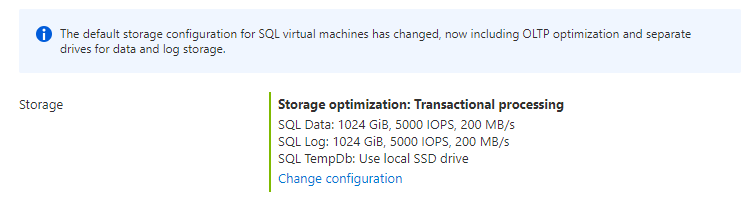 The default storage configuration for SQL virtual machines has changed, now including OLTP optimization and separate
drives for data and log storage.
Storage
Storage optimization: Transactional processing
SQL Data: 1024 GiB, 5000 IOPS, 200 MB/s
SQL Log: 1024 GiB, 5000 IOPS, 200 MB/s
SQL TempDb: Use local SSD drive
Change configuration